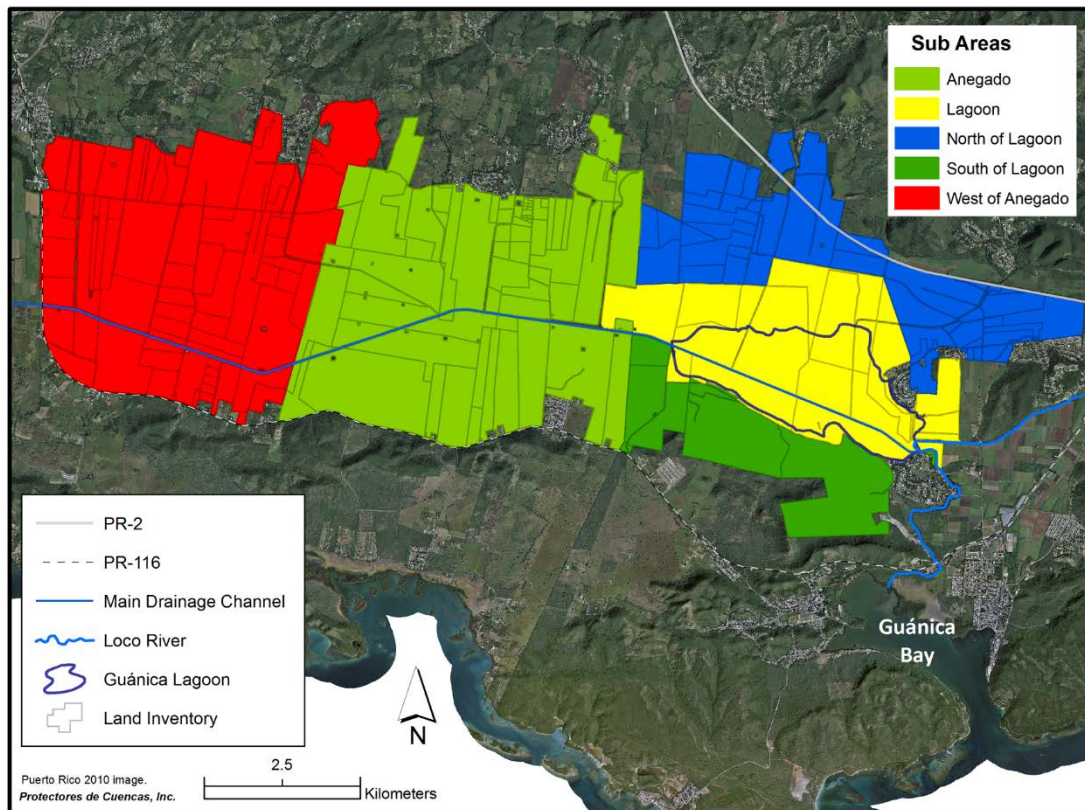 Sub Areas
Anegado
Lagoon
North of Lagoon
South of Lagoon
West of Anegado
PR-2
PR-116
Main Drainage Channel
Loco River
Guánica Lagoon
Land Inventory
Guánica
Bay
N
Puerto Rico 2010 image.
Protectores de Cuencas, Inc.
2.5
Kilometers